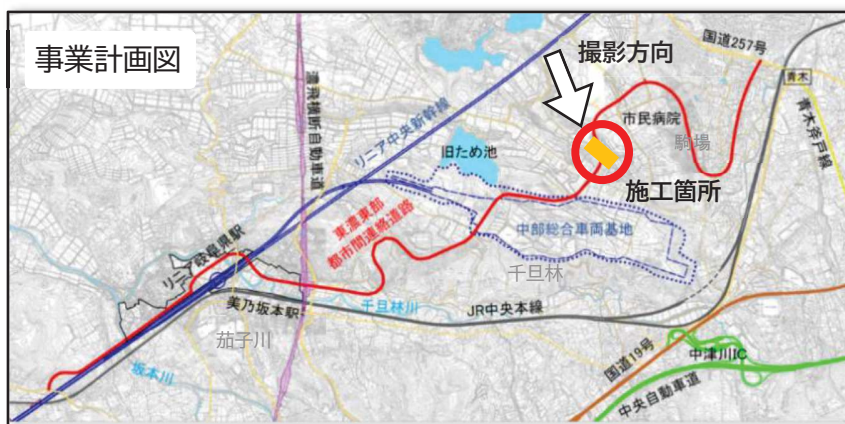 事業計画図
撮影方向
国道257号
青木
濃飛横断自動車道
リニア中央新幹線
市民病院
駒場
青木斧戸線
旧ため池
施工箇所
東濃東部
都市間連絡道路
中部総合車両基地
リニア岐阜県駅
千旦林
美乃坂本駅
千旦林川
JR中央本線
茄子川
坂本川
国道19号
中津川IC
中央自動車道